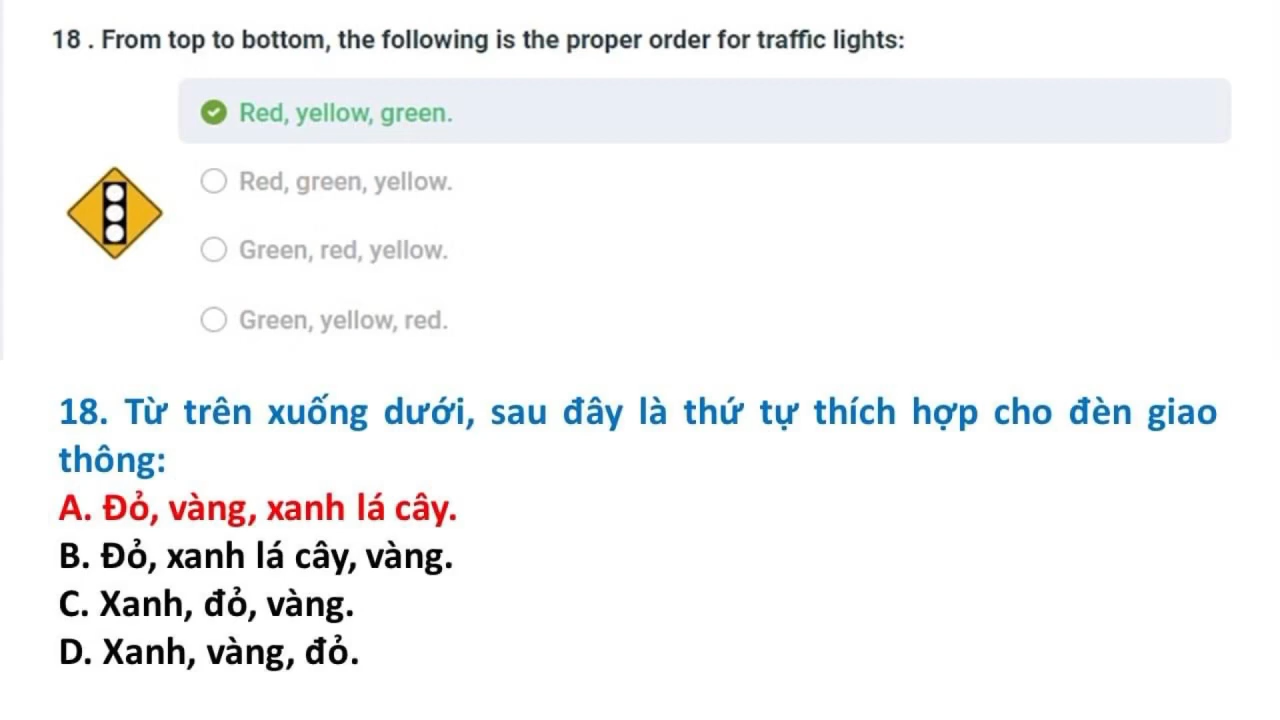 18 . From top to bottom, the following is the proper order for traffic lights:
Red, yellow, green.
Red, green, yellow.
Green, red, yellow.
Green, yellow, red.
18. Từ trên xuống dưới, sau đây là thứ tự thích hợp cho đèn giao
thông:
A. Đỏ, vàng, xanh lá cây.
B. Đỏ, xanh lá cây, vàng.
C. Xanh, đỏ, vàng.
D. Xanh, vàng, đỏ.